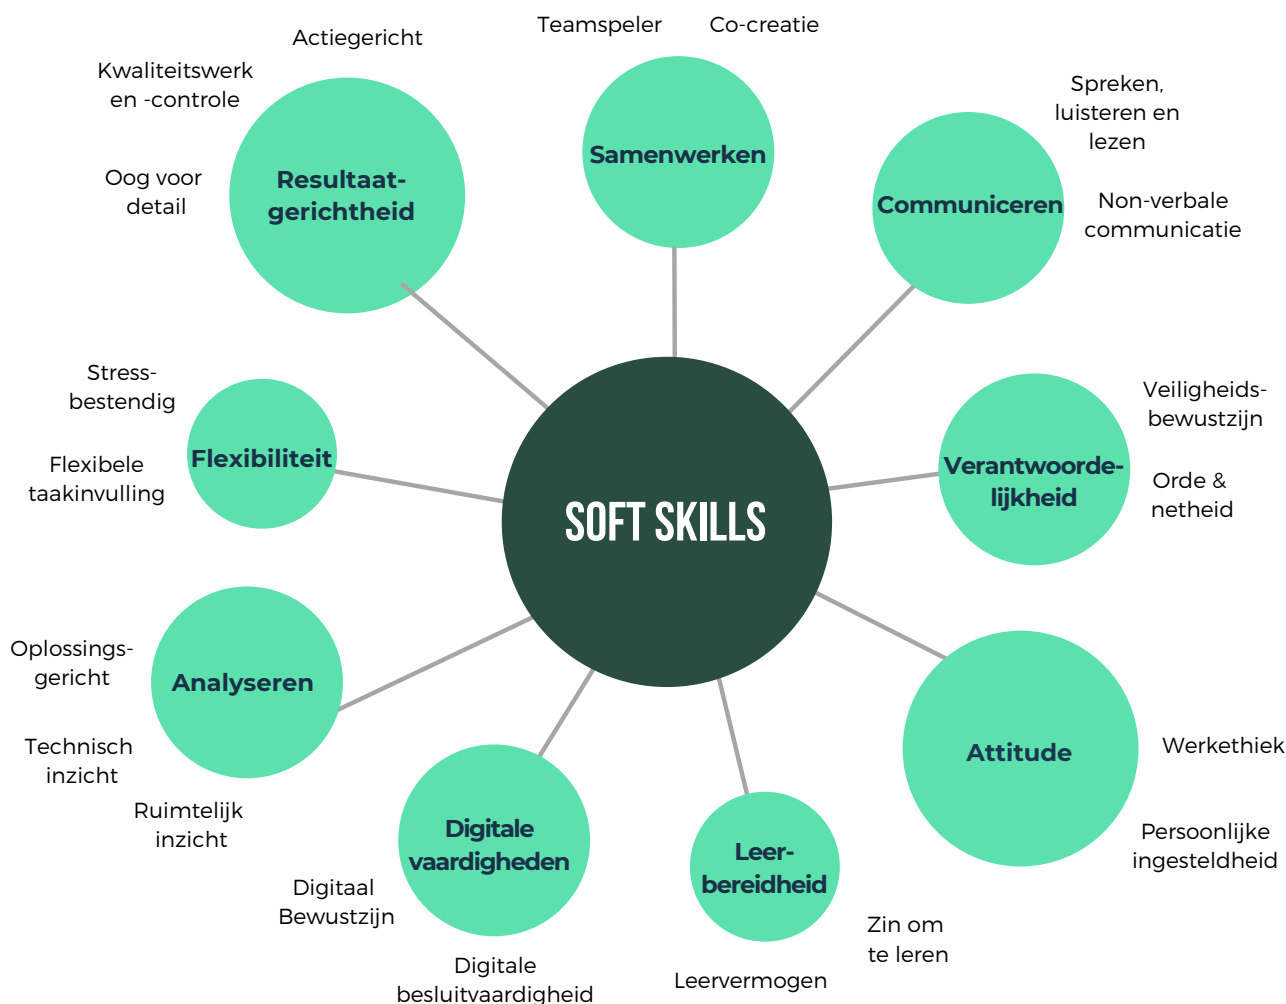 Teamspeler
Co-creatie
Actiegericht
Kwaliteitswerk
en -controle
Oog voor
detail
Resultaat-
gerichtheid
Samenwerken
Spreken,
luisteren en
lezen
Communiceren
Non-verbale
communicatie
Stress-
bestendig
Flexibele
taakinvulling
Flexibiliteit
SOFT SKILLS
Verantwoorde-
lijkheid
Veiligheids-
bewustzijn
Orde &
netheid
Oplossings-
gericht
Analyseren
Technisch
inzicht
Ruimtelijk
inzicht
Attitude
Werkethiek
Persoonlijke
ingesteldheid
Digitale
vaardigheden
Digitaal
Bewustzijn
Digitale
besluitvaardigheid
Leer-
bereidheid
Zin om
te leren
Leervermogen